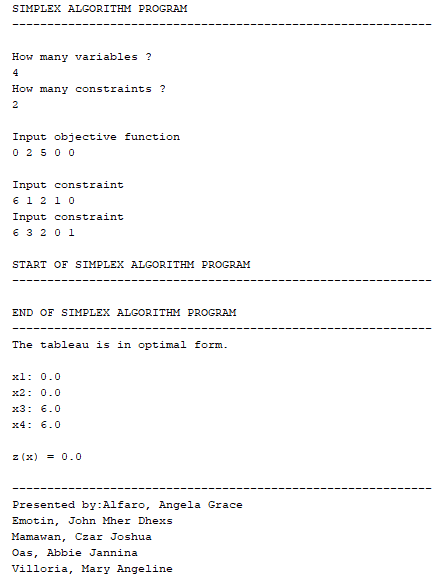 SIMPLEX ALGORITHM PROGRAM
------------------------------------------------------------
How many variables ?
4
How many constraints ?
2
Input objective function
0 2 5 0 0
Input constraint
6 1 2 1 0
Input constraint
6 3 2 0 1
START OF SIMPLEX ALGORITHM PROGRAM
------------------------------------------------------------
END OF SIMPLEX ALGORITHM PROGRAM
------------------------------------------------------------
The tableau is in optimal form.
x1: 0.0
x2: 0.0
x3: 6.0
x4: 6.0
z(x) = 0.0
------------------------------------------------------------
Presented by:Alfaro, Angela Grace
Emotin, John Mher Dhexs
Mamawan, Czar Joshua
Oas, Abbie Jannina
Villoria, Mary Angeline